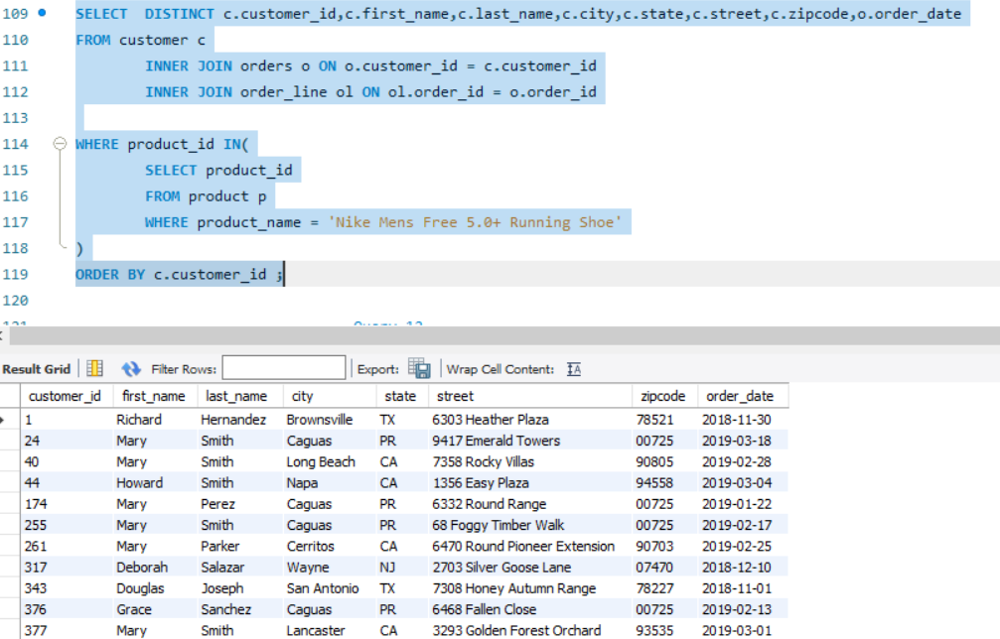 109 SELECT DISTINCT c.customer_id,c.first_name,c.last_name,c.city,c.state,c.street,c.zipcode,o.order_date
110 FROM customer c
111 INNER JOIN orders o ON o.customer_id = c.customer_id
112 INNER JOIN order_line ol ON ol.order_id = o.order_id
113
114 WHERE product_id IN(
115 SELECT product_id
116 FROM product p
117 WHERE product_name = 'Nike Mens Free 5.0+ Running Shoe'
118 )
119 ORDER BY c.customer_id ;
120
Result Grid Filter Rows: Export: Wrap Cell Content:
customer_id first_name last_name city state street zipcode order_date
1 Richard Hernandez Brownsville TX 6303 Heather Plaza 78521 2018-11-30
24 Mary Smith Caguas PR 9417 Emerald Towers 00725 2019-03-18
40 Mary Smith Long Beach CA 7358 Rocky Villas 90805 2019-02-28
44 Howard Smith Napa CA 1356 Easy Plaza 94558 2019-03-04
174 Mary Perez Caguas PR 6332 Round Range 00725 2019-01-22
255 Mary Smith Caguas PR 68 Foggy Timber Walk 00725 2019-02-17
261 Mary Parker Cerritos CA 6470 Round Pioneer Extension 90703 2019-02-25
317 Deborah Salazar Wayne NJ 2703 Silver Goose Lane 07470 2018-12-10
343 Douglas Joseph San Antonio TX 7308 Honey Autumn Range 78227 2018-11-01
376 Grace Sanchez Caguas PR 6468 Fallen Close 00725 2019-02-13
377 Mary Smith Lancaster CA 3293 Golden Forest Orchard 93535 2019-03-01